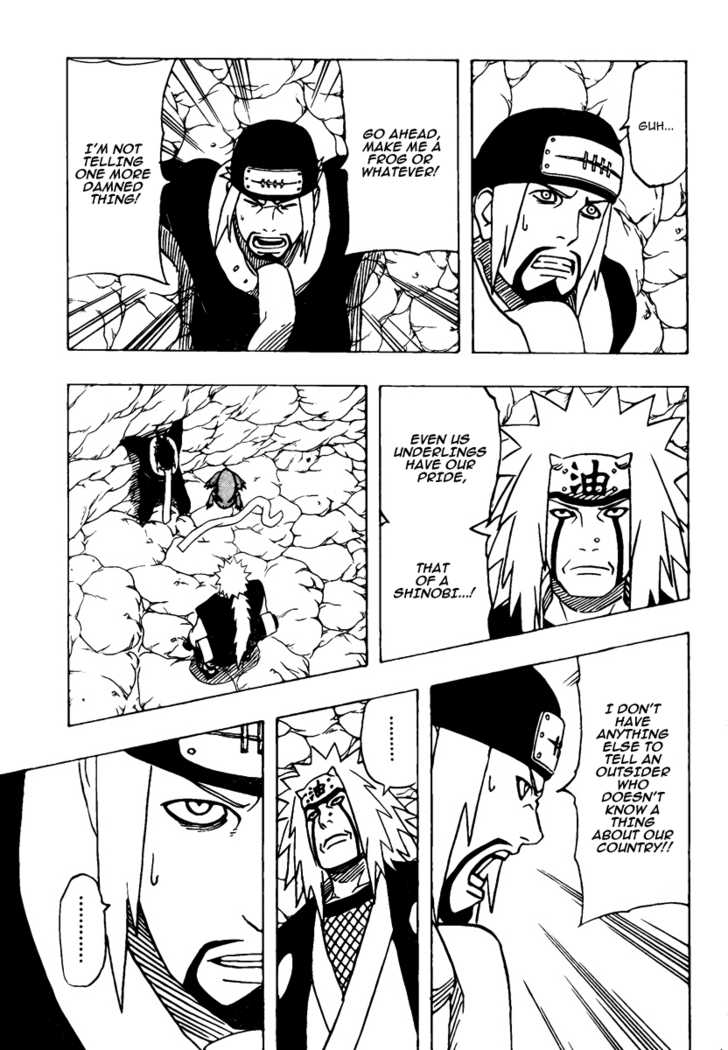 GUH...
GO AHEAD,
MAKE ME A
FROG OR
WHATEVER!
I'M NOT
TELLING
ONE MORE
DAMNED
THING!
油
EVEN US
UNDERLINGS
HAVE OUR
PRIDE,
THAT
OF A
SHINOBI...!
I DON'T
HAVE
ANYTHING
ELSE TO
TELL AN
OUTSIDER
WHO
DOESN'T
KNOW A
THING
ABOUT OUR
COUNTRY!!
........
油
........